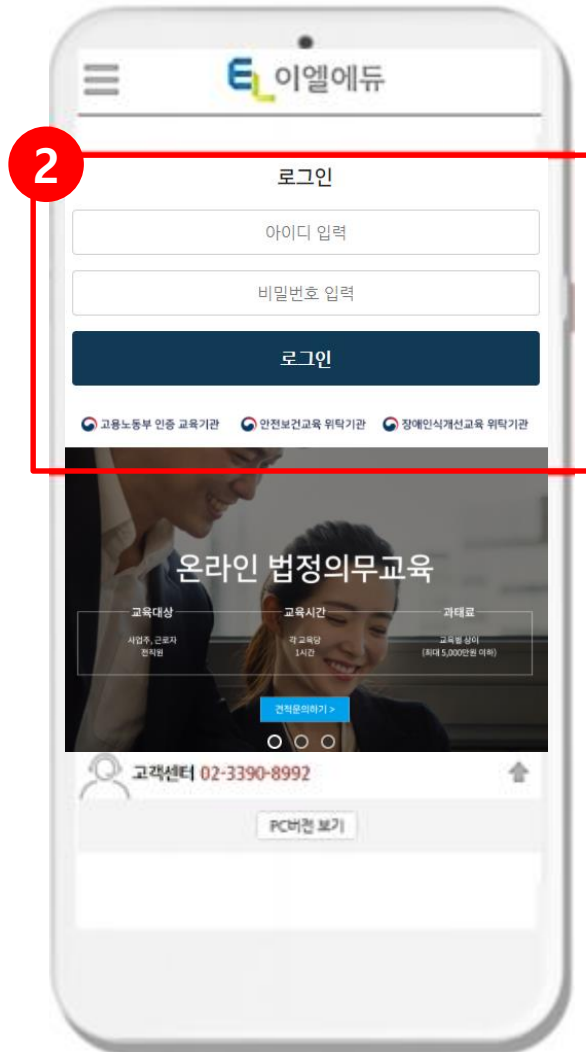 EL 이엘에듀
2
로그인
아이디 입력
비밀번호 입력
로그인
고용노동부 인증 교육기관 안전보건교육 위탁기관 장애인식개선교육 위탁기관
온라인 법정의무교육
교육대상 교육시간 과태료
사업주, 근로자 각 교육당 교육별 상이
전직원 1시간 (최대 5,000만원 이하)
견적문의하기 >
고객센터 02-3390-8992
PC버전 보기